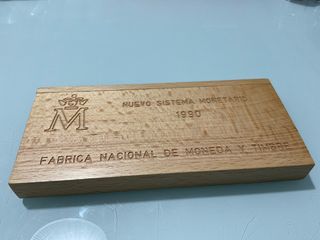 NUEVO SISTEMA MONETARIO
1990
M
FABRICA NACIONAL DE MONEDA Y TIMBRE